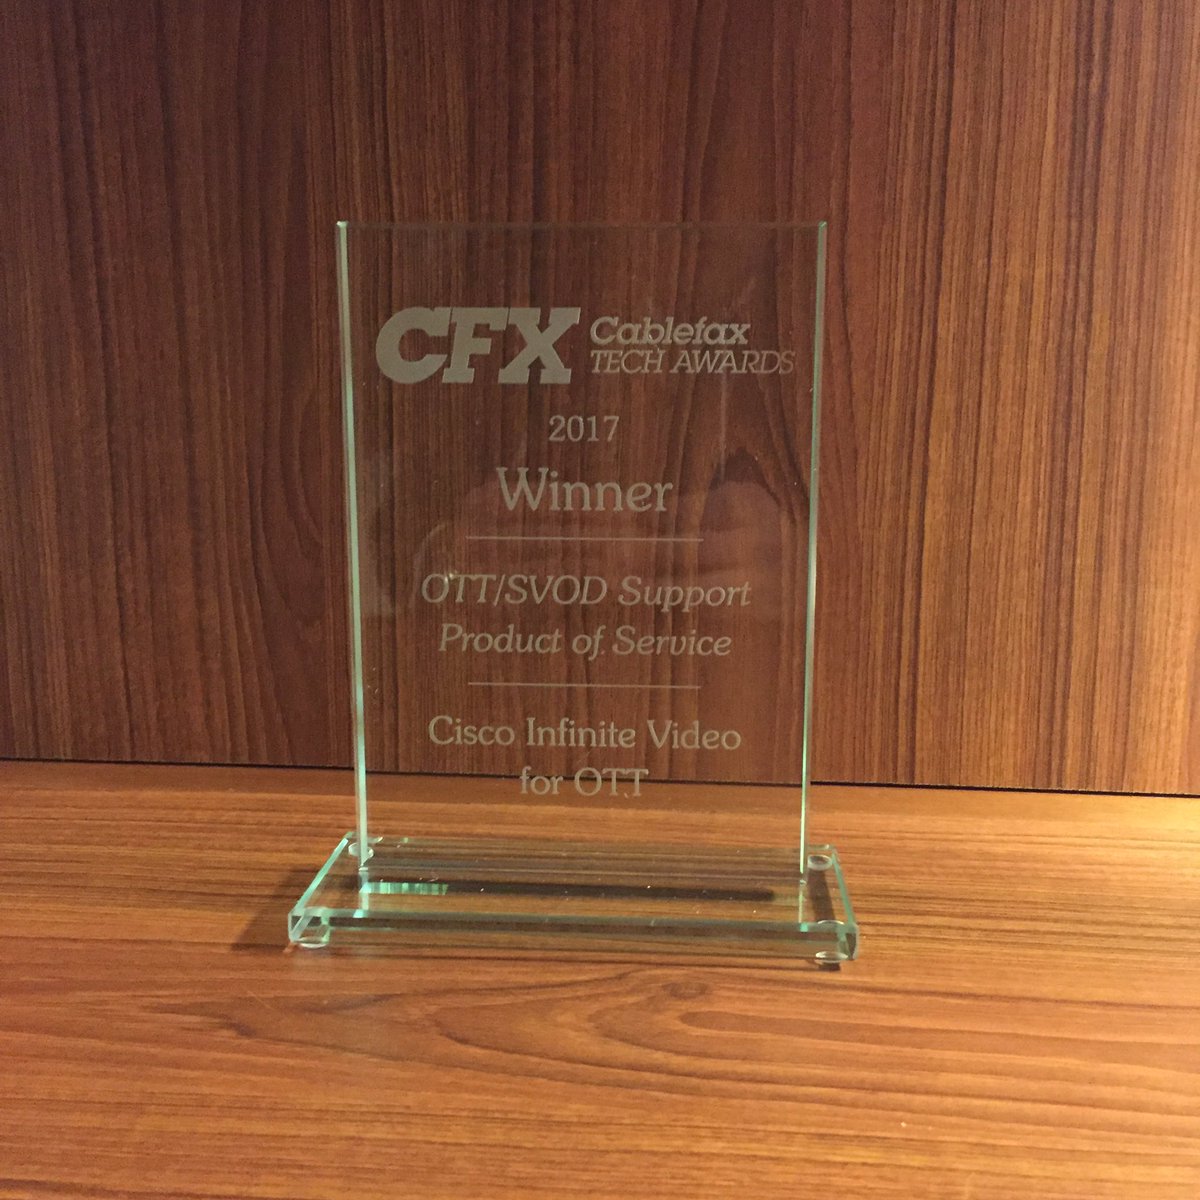 CFX Cablefax
TECH AWARDS
2017
Winner
OTT/SVOD Support
Product of Service
Cisco Infinite Video
for OTT